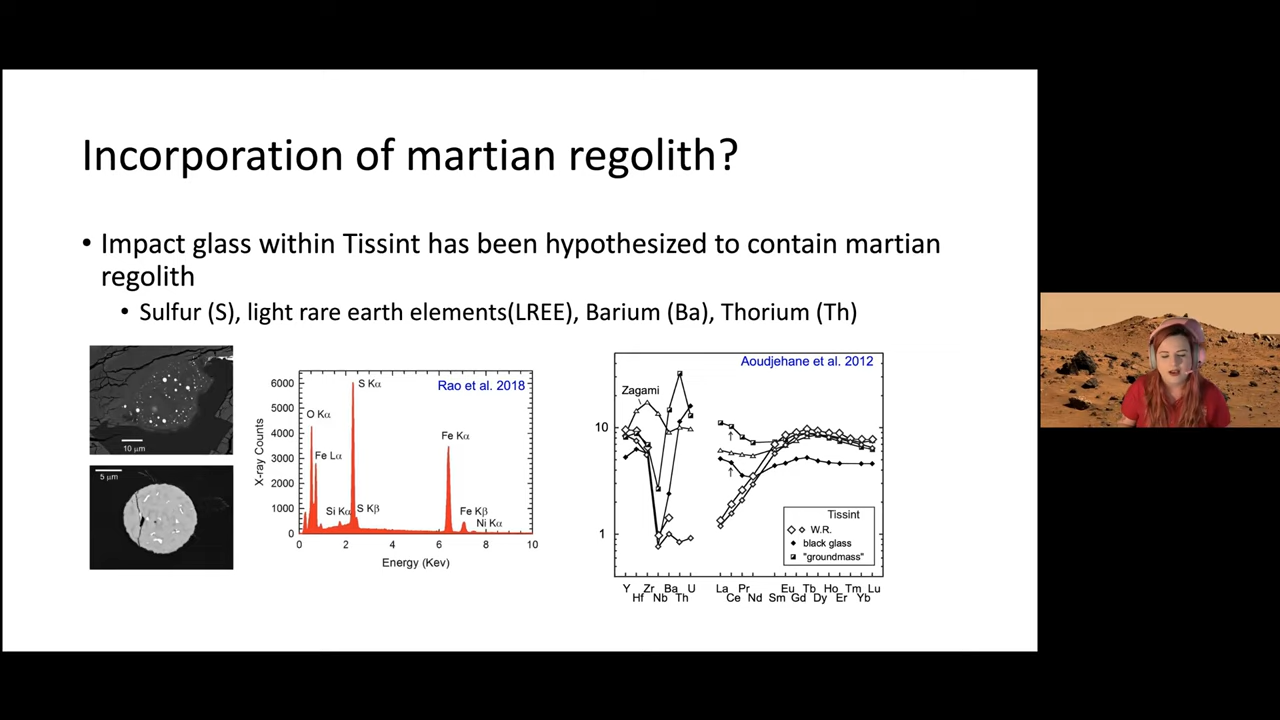 Incorporation of martian regolith?
• Impact glass within Tissint has been hypothesized to contain martian
regolith
• Sulfur (S), light rare earth elements(LREE), Barium (Ba), Thorium (Th)
10 μm
5 μm
Rao et al. 2018
6000
5000
4000
3000
2000
1000
0
X-ray Counts
S Kα
O Kα
Fe Kα
Fe Lα
Si Kα
S Kβ
Fe Kβ
Ni Kα
0 2 4 6 8 10
Energy (Kev)
Aoudjehane et al. 2012
Zagami
10
1
Tissint
W.R.
black glass
"groundmass"
Y Zr Ba U La Pr Eu Tb Ho Tm Lu
Hf Nb Th Ce Nd Sm Gd Dy Er Yb